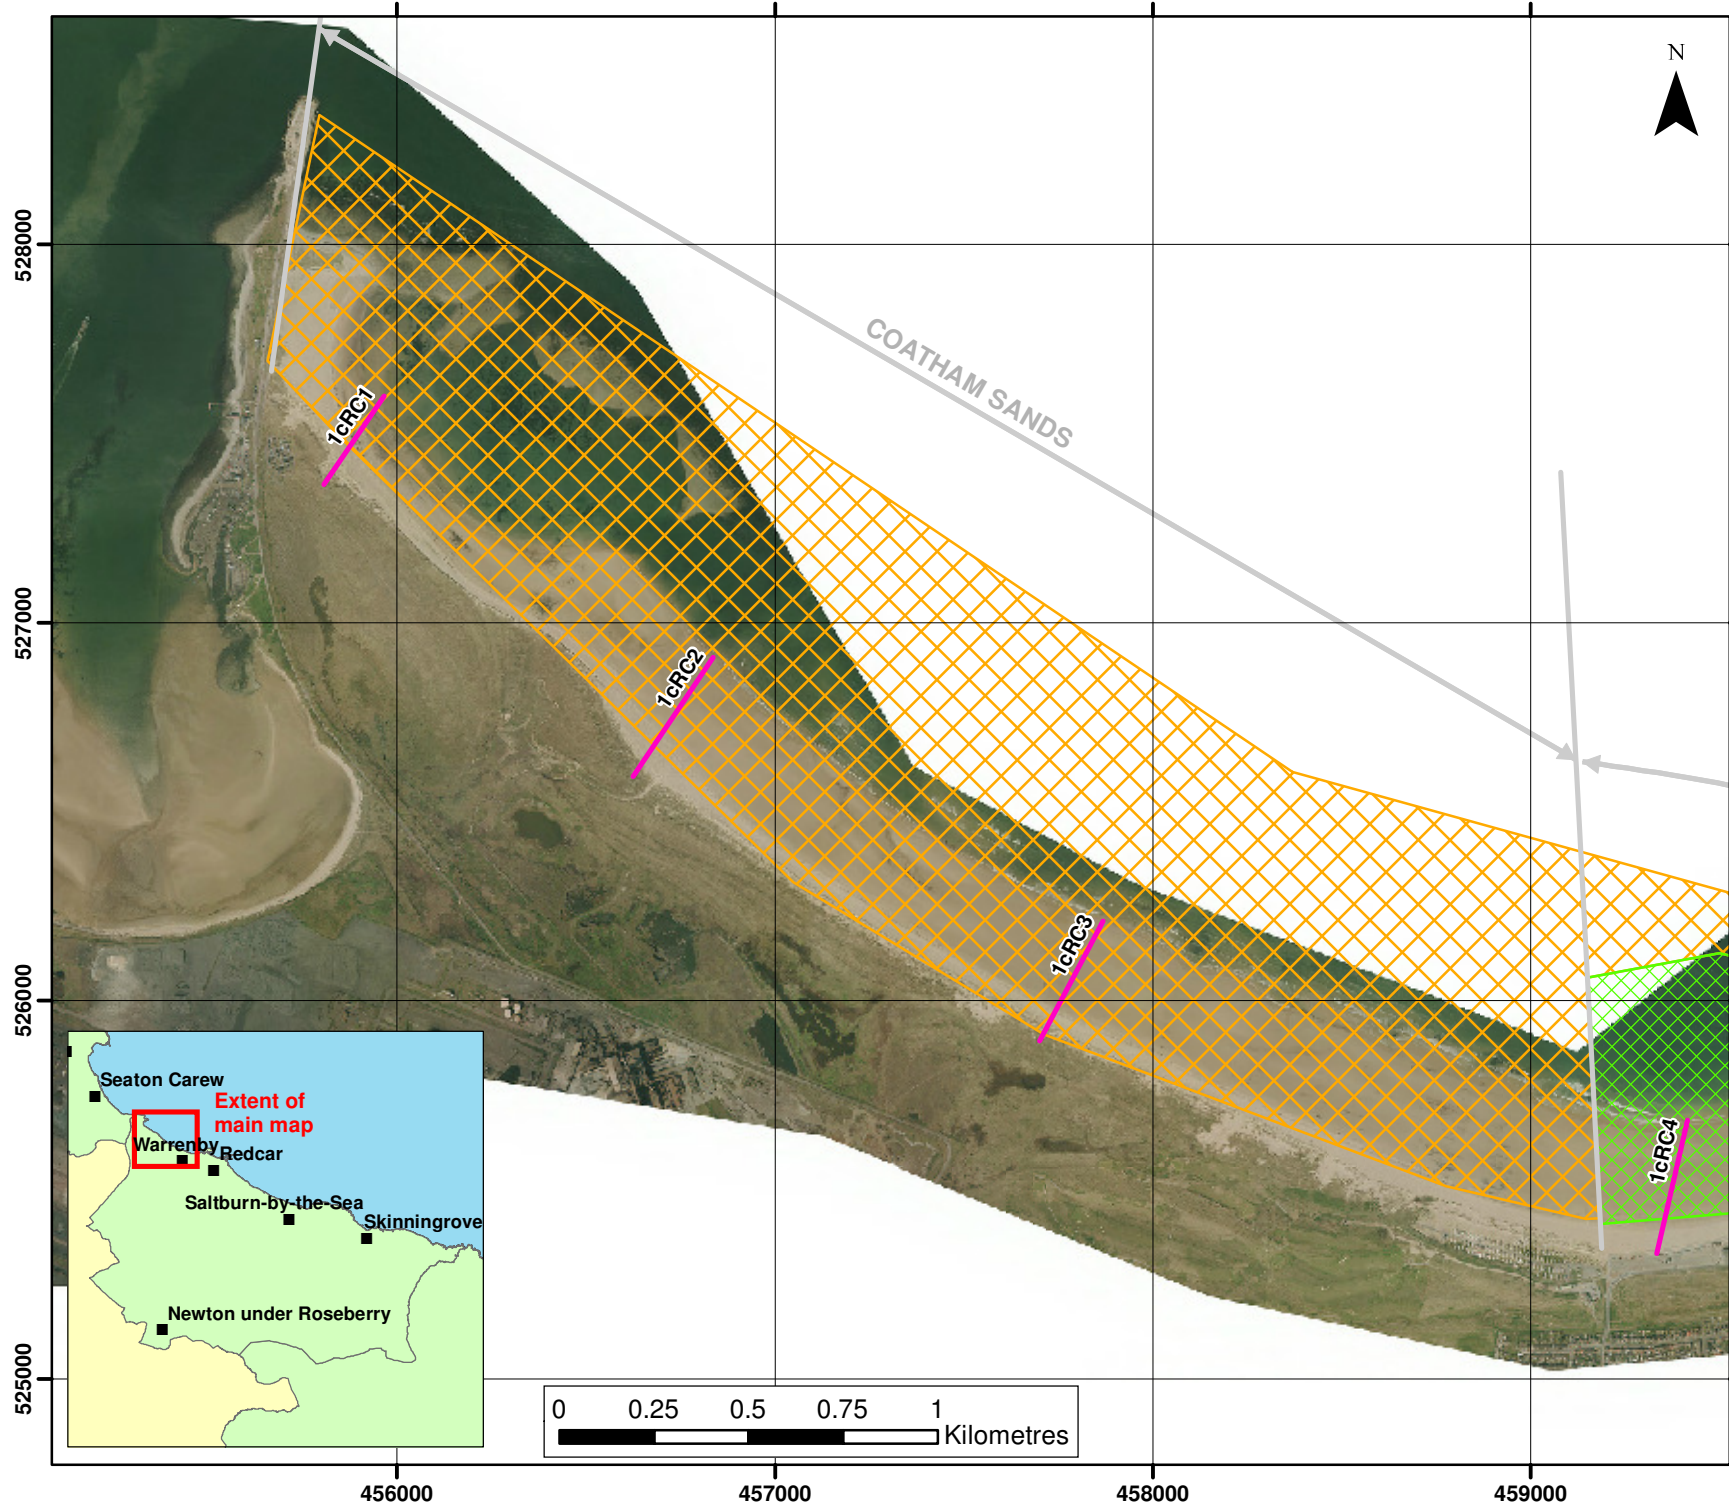 N
528000
527000
526000
525000
COATHAM SANDS
1cRC1
1cRC2
1cRC3
1cRC4
Seaton Carew
Extent of
main map
Warrenby
Redcar
Saltburn-by-the-Sea
Skinningrove
Newton under Roseberry
0 0.25 0.5 0.75 1
Kilometres
456000 457000 458000 459000